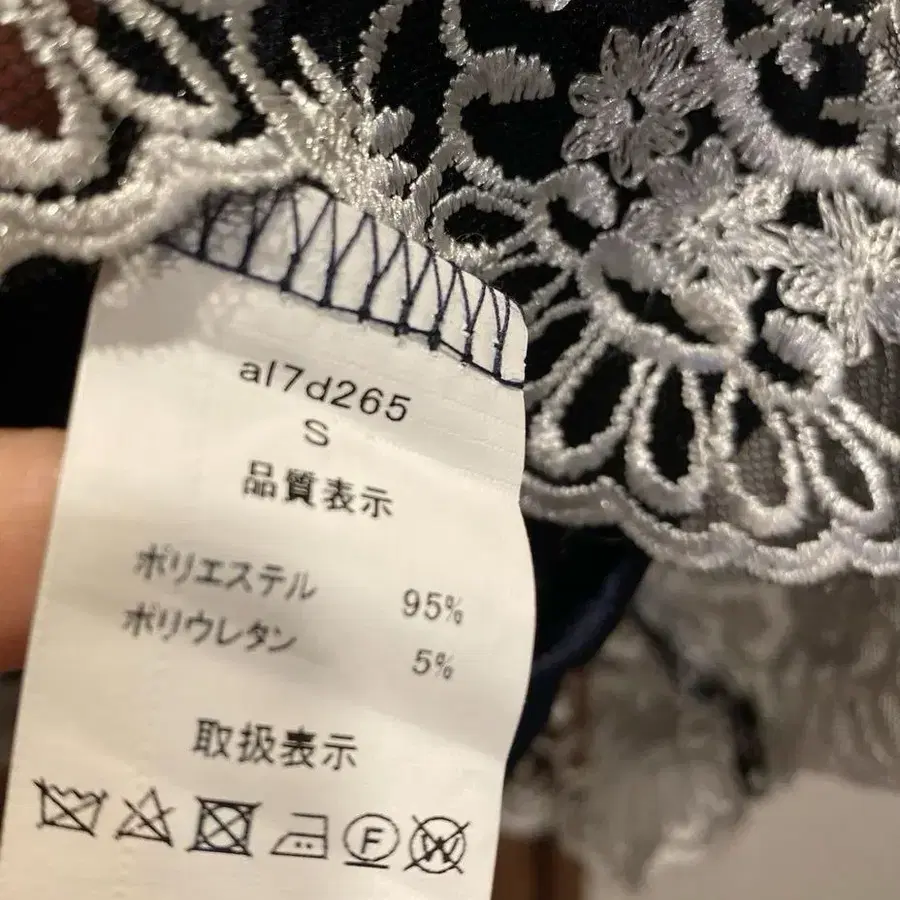 al7d265
S
品質表示
ポリエステル 95%
ポリウレタン 5%
取扱表示
F W